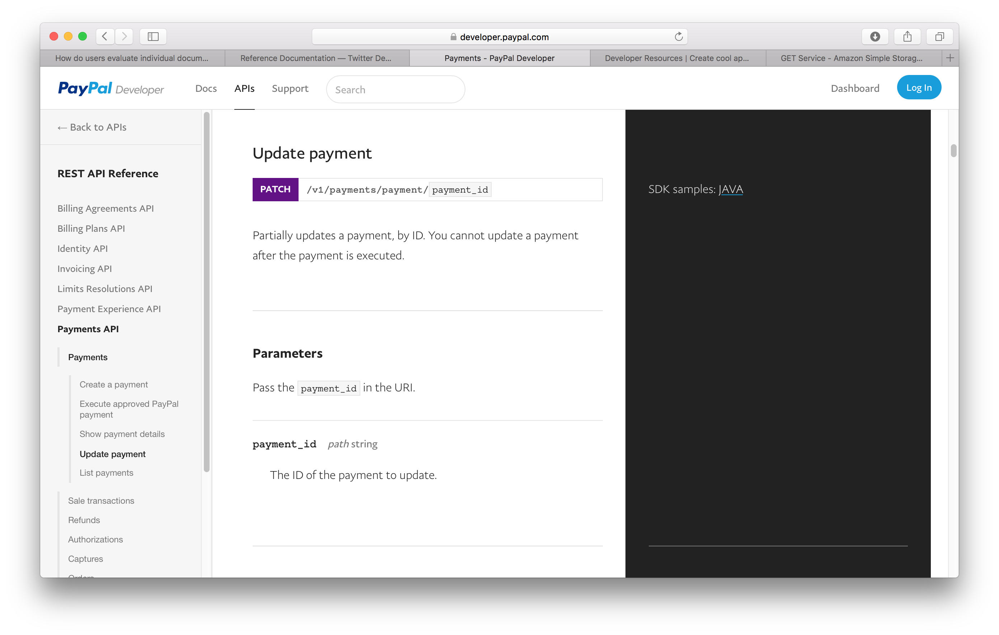 developer.paypal.com
How do users evaluate individual docum...
Reference Documentation — Twitter De...
Payments - PayPal Developer
Developer Resources | Create cool ap...
GET Service - Amazon Simple Storag...
PayPal Developer
Docs
APIs
Support
Search
Dashboard
Log In
← Back to APIs
REST API Reference
Billing Agreements API
Billing Plans API
Identity API
Invoicing API
Limits Resolutions API
Payment Experience API
Payments API
Payments
Create a payment
Execute approved PayPal
payment
Show payment details
Update payment
List payments
Sale transactions
Refunds
Authorizations
Captures
Orders
Update payment
PATCH /v1/payments/payment/payment_id
Partially updates a payment, by ID. You cannot update a payment
after the payment is executed.
Parameters
Pass the payment_id in the URI.
payment_id path string
The ID of the payment to update.
SDK samples: JAVA